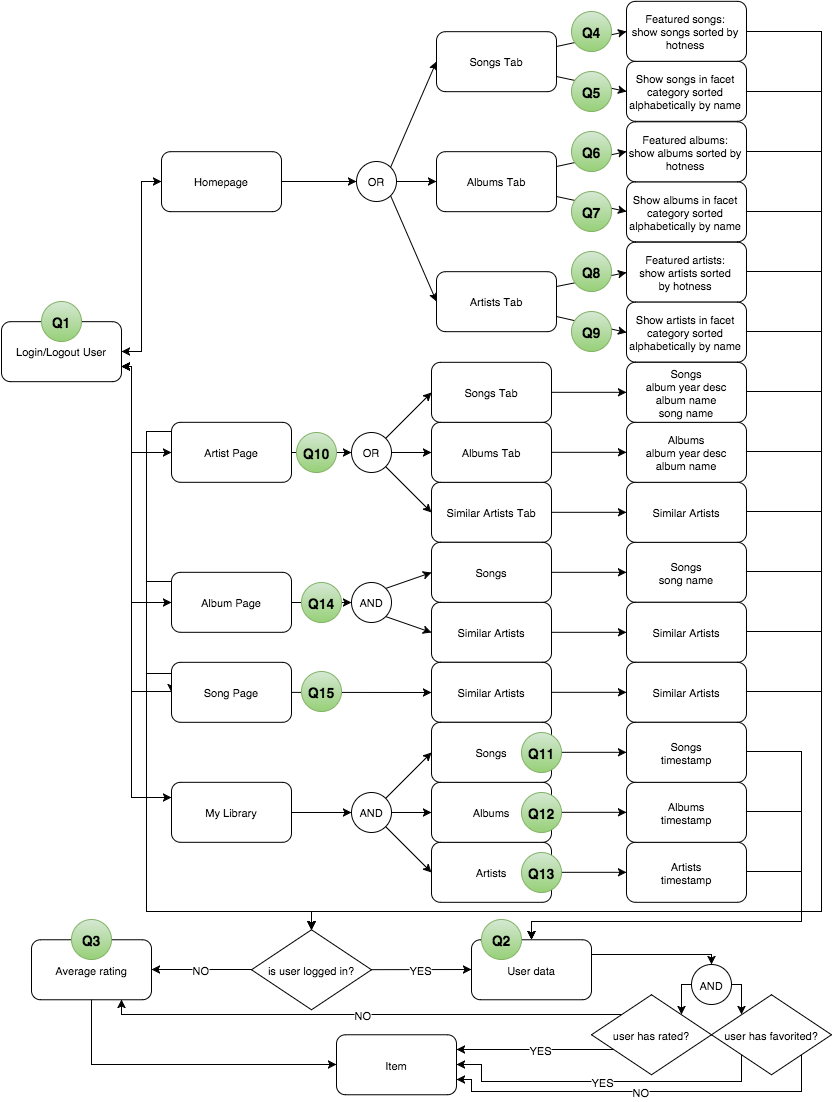 Q4
Featured songs:
show songs sorted by
hotness
Songs Tab
Q5
Show songs in facet
category sorted
alphabetically by name
Q6
Featured albums:
show albums sorted by
hotness
Homepage
OR
Albums Tab
Q7
Show albums in facet
category sorted
alphabetically by name
Q8
Featured artists:
show artists sorted
by hotness
Artists Tab
Q9
Show artists in facet
category sorted
alphabetically by name
Q1
Login/Logout User
Songs Tab
Songs
album year desc
album name
song name
Artist Page
Q10
OR
Albums Tab
Albums
album year desc
album name
Similar Artists Tab
Similar Artists
Songs
Songs
song name
Album Page
Q14
AND
Similar Artists
Similar Artists
Song Page
Q15
Similar Artists
Similar Artists
Songs
Q11
Songs
timestamp
My Library
AND
Albums
Q12
Albums
timestamp
Artists
Q13
Artists
timestamp
Q3
Average rating
NO
is user logged in?
YES
Q2
User data
AND
NO
user has rated?
user has favorited?
YES
Item
YES
NO